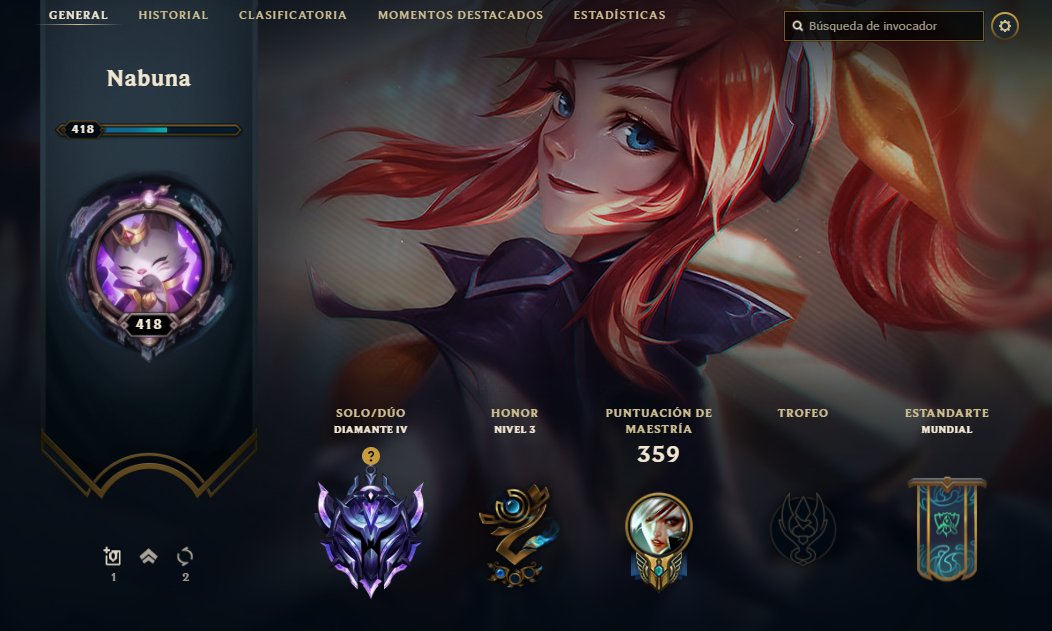 GENERAL
HISTORIAL
CLASIFICATORIA
MOMENTOS DESTACADOS
ESTADÍSTICAS
Búsqueda de invocador
Nabuna
418
418
SOLO/DÚO
DIAMANTE IV
?
HONOR
NIVEL 3
PUNTUACIÓN DE
MAESTRÍA
359
TROFEO
ESTANDARTE
MUNDIAL
1
2